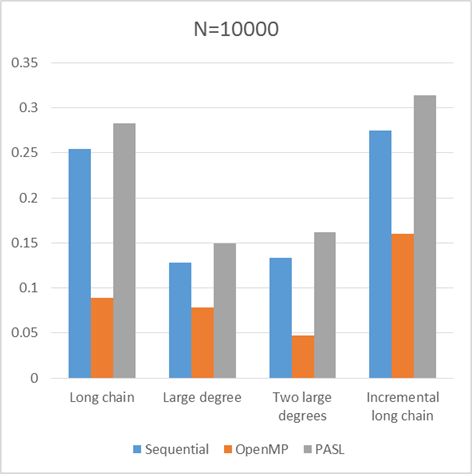 N=10000
0.35
0.3
0.25
0.2
0.15
0.1
0.05
0
Long chain
Large degree
Two large
degrees
Incremental
long chain
Sequential
OpenMP
PASL